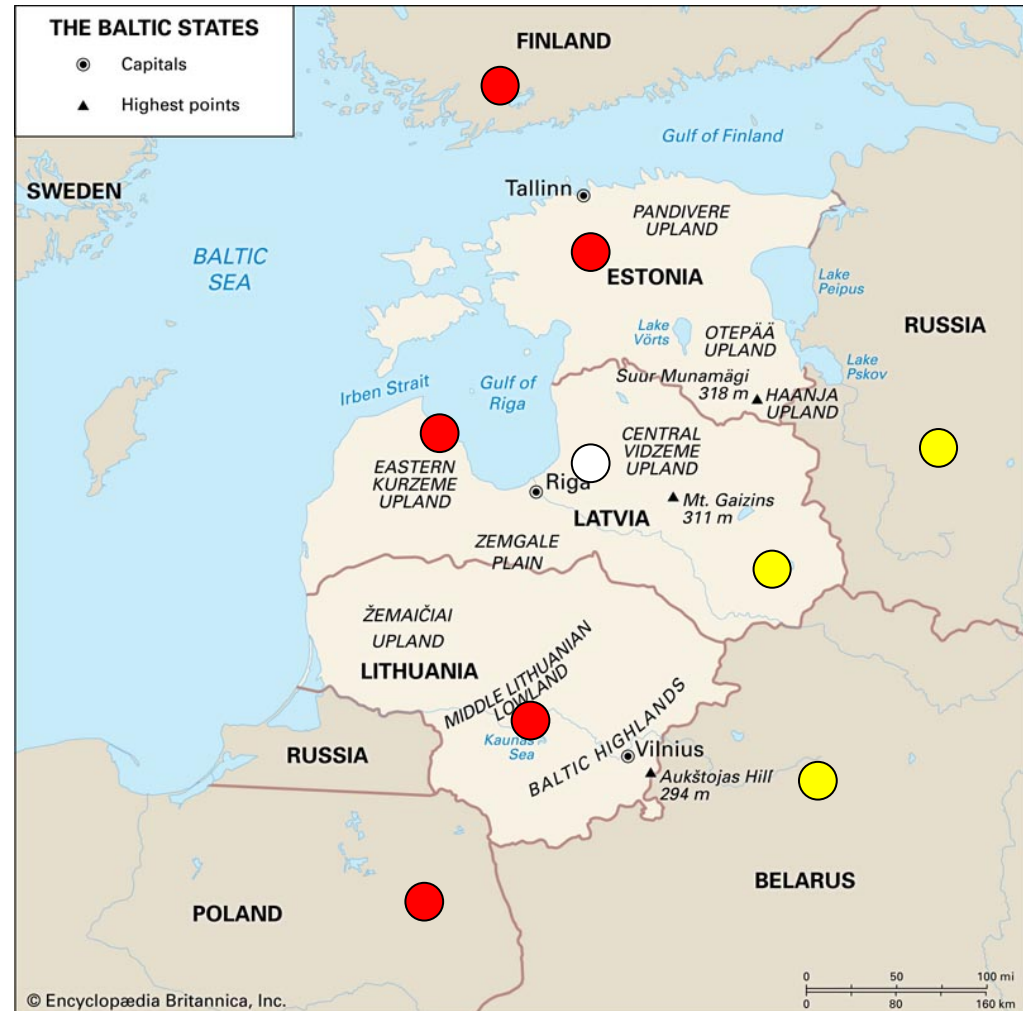 THE BALTIC STATES
Capitals
Highest points
FINLAND
Gulf of Finland
SWEDEN
Tallinn
PANDIVERE
UPLAND
BALTIC
SEA
ESTONIA
Lake
Peipus
Lake
Võrts
OTEPÄÄ
UPLAND
RUSSIA
Lake
Pskov
Irben Strait
Gulf of
Riga
Suur Munamägi
318 m
HAANJA
UPLAND
CENTRAL
VIDZEME
UPLAND
EASTERN
KURZEME
UPLAND
Riga
Mt. Gaizins
311 m
LATVIA
ZEMGALE
PLAIN
ŽEMAIČIAI
UPLAND
LITHUANIA
MIDDLE LITHUANIAN
LOWLAND
Kaunas
Sea
BALTIC HIGHLANDS
Vilnius
RUSSIA
Aukštojas Hill
294 m
POLAND
BELARUS
0 50 100 mi
0 80 160 km
© Encyclopædia Britannica, Inc.